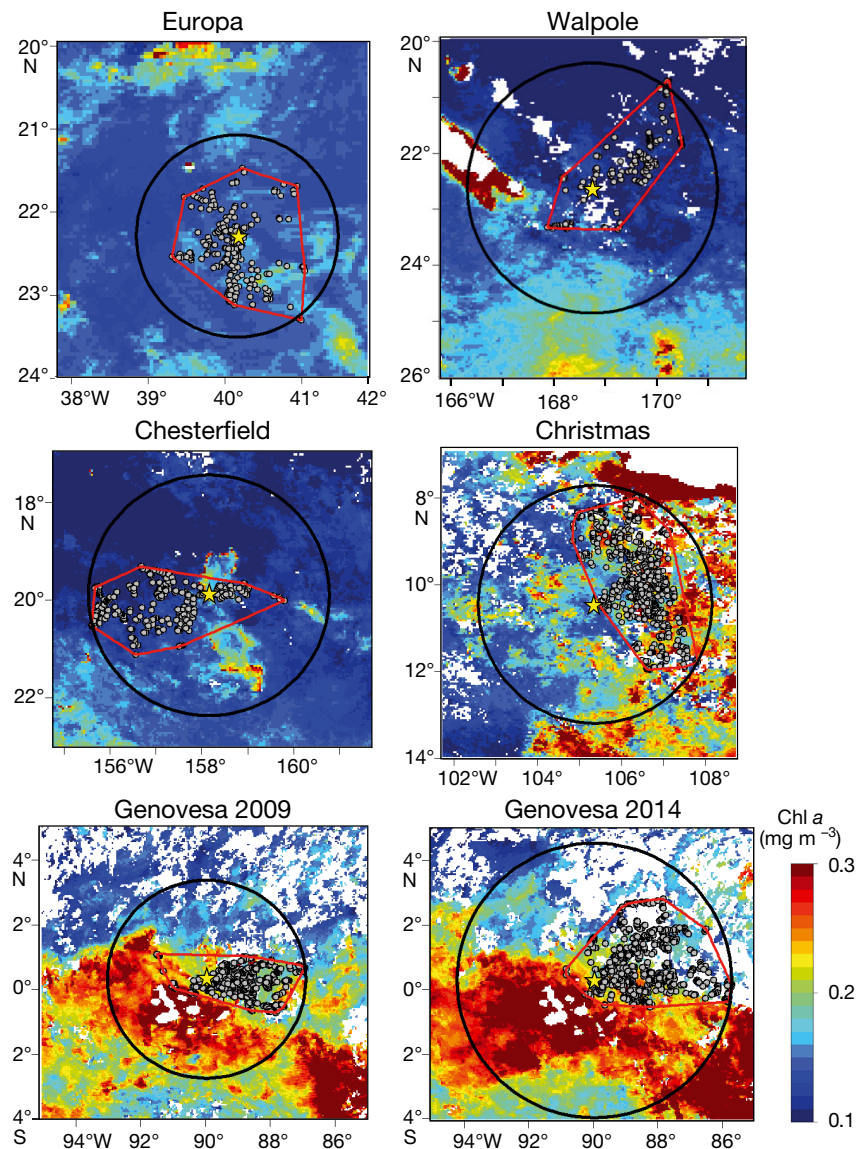 Europa
Walpole
20°
N
21°
22°
23°
24°
38°W 39° 40° 41° 42°
20°
N
22°
24°
26°
166°W 168° 170°
Chesterfield
Christmas
18°
N
20°
22°
156°W 158° 160°
8°
N
10°
12°
14°
102°W 104° 106° 108°
Genovesa 2009
Genovesa 2014
4°
N
2°
0°
2°
4°
S
94°W 92° 90° 88° 86°
4°
N
2°
0°
2°
4°
S
94°W 92° 90° 88° 86°
Chl a
(mg m −3)
0.3
0.2
0.1